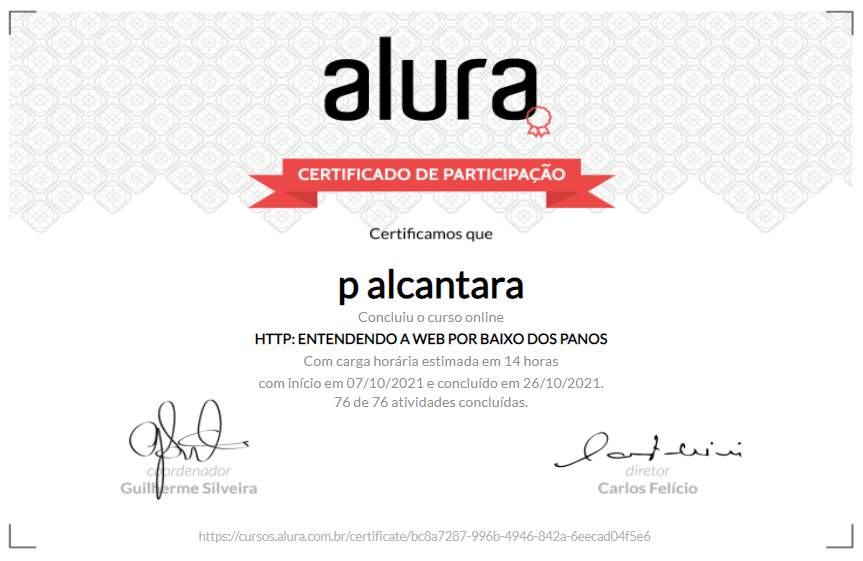 alura
CERTIFICADO DE PARTICIPAÇÃO
Certificamos que
p alcantara
Concluiu o curso online
HTTP: ENTENDENDO A WEB POR BAIXO DOS PANOS
Com carga horária estimada em 14 horas
com início em 07/10/2021 e concluído em 26/10/2021.
76 de 76 atividades concluídas.
coordenador
Guilherme Silveira
diretor
Carlos Felício
https://cursos.alura.com.br/certificate/bc8a7287-996b-4946-842a-6eecad04f5e6